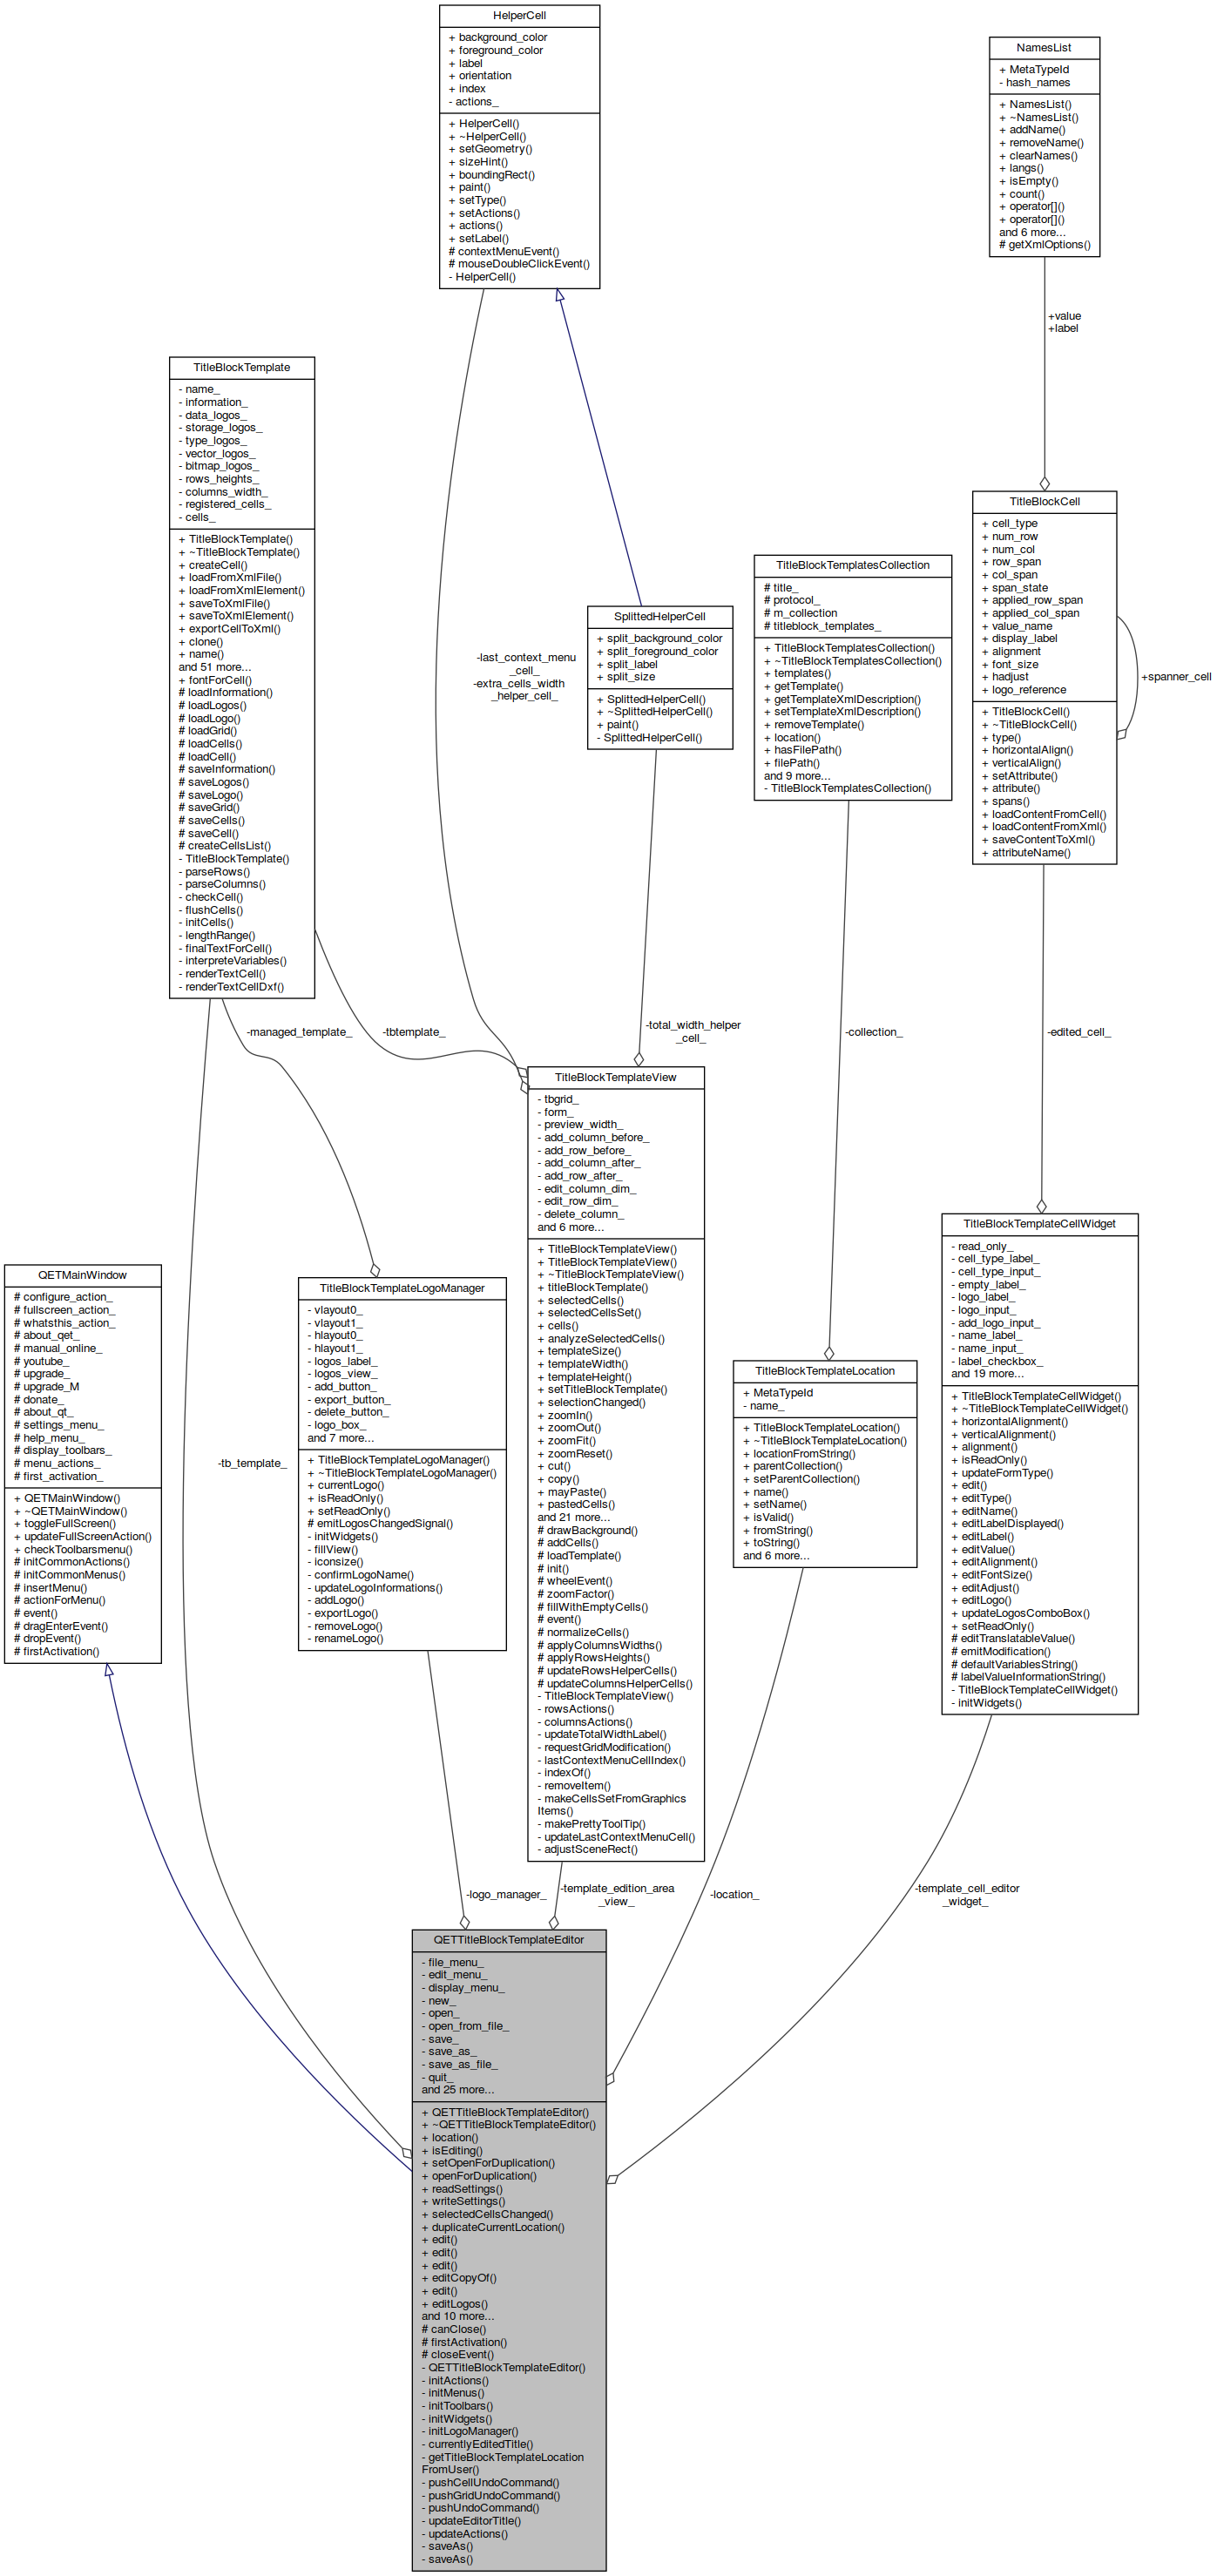 HelperCell
+ background_color
+ foreground_color
+ label
+ orientation
+ index
- actions_
+ HelperCell()
+ ~HelperCell()
+ setGeometry()
+ sizeHint()
+ boundingRect()
+ paint()
+ setType()
+ setActions()
+ actions()
+ setLabel()
# contextMenuEvent()
# mouseDoubleClickEvent()
- HelperCell()
NamesList
+ MetaTypeId
- hash_names
+ NamesList()
+ ~NamesList()
+ addName()
+ removeName()
+ clearNames()
+ langs()
+ isEmpty()
+ count()
+ operator[]()
+ operator[]()
and 6 more...
# getXmlOptions()
+value
+label
TitleBlockTemplate
- name_
- information_
- data_logos_
- storage_logos_
- type_logos_
- vector_logos_
- bitmap_logos_
- rows_heights_
- columns_width_
- registered_cells_
- cells_
+ TitleBlockTemplate()
+ ~TitleBlockTemplate()
+ createCell()
+ loadFromXmlFile()
+ loadFromXmlElement()
+ saveToXmlFile()
+ saveToXmlElement()
+ exportCellToXml()
+ clone()
+ name()
and 51 more...
+ fontForCell()
# loadInformation()
# loadLogos()
# loadLogo()
# loadGrid()
# loadCells()
# loadCell()
# saveInformation()
# saveLogos()
# saveLogo()
# saveGrid()
# saveCells()
# saveCell()
# createCellsList()
- TitleBlockTemplate()
- parseRows()
- parseColumns()
- checkCell()
- flushCells()
- initCells()
- lengthRange()
- finalTextForCell()
- interpreteVariables()
- renderTextCell()
- renderTextCellDxf()
-last_context_menu
_cell_
-extra_cells_width
_helper_cell_
SplittedHelperCell
+ split_background_color
+ split_foreground_color
+ split_label
+ split_size
+ SplittedHelperCell()
+ ~SplittedHelperCell()
+ paint()
- SplittedHelperCell()
TitleBlockTemplatesCollection
# title_
# protocol_
# m_collection
# titleblock_templates_
+ TitleBlockTemplatesCollection()
+ ~TitleBlockTemplatesCollection()
+ templates()
+ getTemplate()
+ getTemplateXmlDescription()
+ setTemplateXmlDescription()
+ removeTemplate()
+ location()
+ hasFilePath()
+ filePath()
and 9 more...
- TitleBlockTemplatesCollection()
TitleBlockCell
+ cell_type
+ num_row
+ num_col
+ row_span
+ col_span
+ span_state
+ applied_row_span
+ applied_col_span
+ value_name
+ display_label
+ alignment
+ font_size
+ hadjust
+ logo_reference
+ TitleBlockCell()
+ ~TitleBlockCell()
+ type()
+ horizontalAlign()
+ verticalAlign()
+ setAttribute()
+ attribute()
+ spans()
+ loadContentFromCell()
+ loadContentFromXml()
+ saveContentToXml()
+ attributeName()
+spanner_cell
-managed_template_
-tbtemplate_
-total_width_helper
_cell_
-collection_
-edited_cell_
QETMainWindow
# configure_action_
# fullscreen_action_
# whatsthis_action_
# about_qet_
# manual_online_
# youtube_
# upgrade_
# upgrade_M
# donate_
# about_qt_
# settings_menu_
# help_menu_
# display_toolbars_
# menu_actions_
# first_activation_
+ QETMainWindow()
+ ~QETMainWindow()
+ toggleFullScreen()
+ updateFullScreenAction()
+ checkToolbarsmenu()
# initCommonActions()
# initCommonMenus()
# insertMenu()
# actionForMenu()
# event()
# dragEnterEvent()
# dropEvent()
# firstActivation()
-tb_template_
TitleBlockTemplateLogoManager
- vlayout0_
- vlayout1_
- hlayout0_
- hlayout1_
- logos_label_
- logos_view_
- add_button_
- export_button_
- delete_button_
- logo_box_
and 7 more...
+ TitleBlockTemplateLogoManager()
+ ~TitleBlockTemplateLogoManager()
+ currentLogo()
+ isReadOnly()
+ setReadOnly()
# emitLogosChangedSignal()
- initWidgets()
- fillView()
- iconsize()
- confirmLogoName()
- updateLogoInformations()
- addLogo()
- exportLogo()
- removeLogo()
- renameLogo()
TitleBlockTemplateView
- tbgrid_
- form_
- preview_width_
- add_column_before_
- add_row_before_
- add_column_after_
- add_row_after_
- edit_column_dim_
- edit_row_dim_
- delete_column_
and 6 more...
+ TitleBlockTemplateView()
+ TitleBlockTemplateView()
+ ~TitleBlockTemplateView()
+ titleBlockTemplate()
+ selectedCells()
+ selectedCellsSet()
+ cells()
+ analyzeSelectedCells()
+ templateSize()
+ templateWidth()
+ templateHeight()
+ setTitleBlockTemplate()
+ selectionChanged()
+ zoomIn()
+ zoomOut()
+ zoomFit()
+ zoomReset()
+ cut()
+ copy()
+ mayPaste()
+ pastedCells()
and 21 more...
# drawBackground()
# addCells()
# loadTemplate()
# init()
# wheelEvent()
# zoomFactor()
# fillWithEmptyCells()
# event()
# normalizeCells()
# applyColumnsWidths()
# applyRowsHeights()
# updateRowsHelperCells()
# updateColumnsHelperCells()
- TitleBlockTemplateView()
- rowsActions()
- columnsActions()
- updateTotalWidthLabel()
- requestGridModification()
- lastContextMenuCellIndex()
- indexOf()
- removeItem()
- makeCellsSetFromGraphics
Items()
- makePrettyToolTip()
- updateLastContextMenuCell()
- adjustSceneRect()
TitleBlockTemplateLocation
+ MetaTypeId
- name_
+ TitleBlockTemplateLocation()
+ ~TitleBlockTemplateLocation()
+ locationFromString()
+ parentCollection()
+ setParentCollection()
+ name()
+ setName()
+ isValid()
+ fromString()
+ toString()
and 6 more...
TitleBlockTemplateCellWidget
- read_only_
- cell_type_label_
- cell_type_input_
- empty_label_
- logo_label_
- logo_input_
- add_logo_input_
- name_label_
- name_input_
- label_checkbox_
and 19 more...
+ TitleBlockTemplateCellWidget()
+ ~TitleBlockTemplateCellWidget()
+ horizontalAlignment()
+ verticalAlignment()
+ alignment()
+ isReadOnly()
+ updateFormType()
+ edit()
+ editType()
+ editName()
+ editLabelDisplayed()
+ editLabel()
+ editValue()
+ editAlignment()
+ editFontSize()
+ editAdjust()
+ editLogo()
+ updateLogosComboBox()
+ setReadOnly()
# editTranslatableValue()
# emitModification()
# defaultVariablesString()
# labelValueInformationString()
- TitleBlockTemplateCellWidget()
- initWidgets()
-logo_manager_
-template_edition_area
_view_
-location_
-template_cell_editor
_widget_
QETTitleBlockTemplateEditor
- file_menu_
- edit_menu_
- display_menu_
- new_
- open_
- open_from_file_
- save_
- save_as_
- save_as_file_
- quit_
and 25 more...
+ QETTitleBlockTemplateEditor()
+ ~QETTitleBlockTemplateEditor()
+ location()
+ isEditing()
+ setOpenForDuplication()
+ openForDuplication()
+ readSettings()
+ writeSettings()
+ selectedCellsChanged()
+ duplicateCurrentLocation()
+ edit()
+ edit()
+ edit()
+ editCopyOf()
+ edit()
+ editLogos()
and 10 more...
# canClose()
# firstActivation()
# closeEvent()
- QETTitleBlockTemplateEditor()
- initActions()
- initMenus()
- initToolbars()
- initWidgets()
- initLogoManager()
- currentlyEditedTitle()
- getTitleBlockTemplateLocation
FromUser()
- pushCellUndoCommand()
- pushGridUndoCommand()
- pushUndoCommand()
- updateEditorTitle()
- updateActions()
- saveAs()
- saveAs()